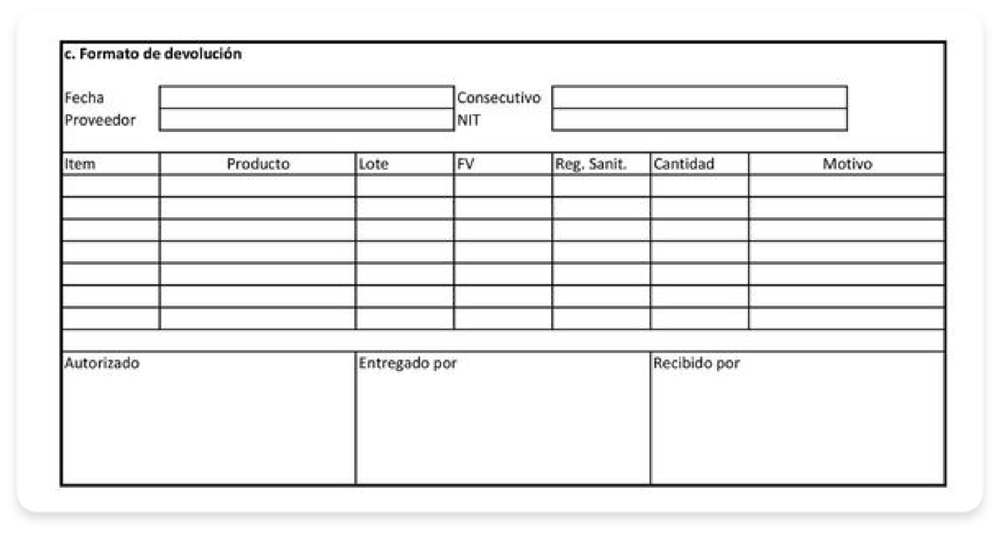 c. Formato de devolución
Fecha Consecutivo
Proveedor NIT
Item Producto Lote FV Reg. Sanit. Cantidad Motivo
Autorizado Entregado por Recibido por